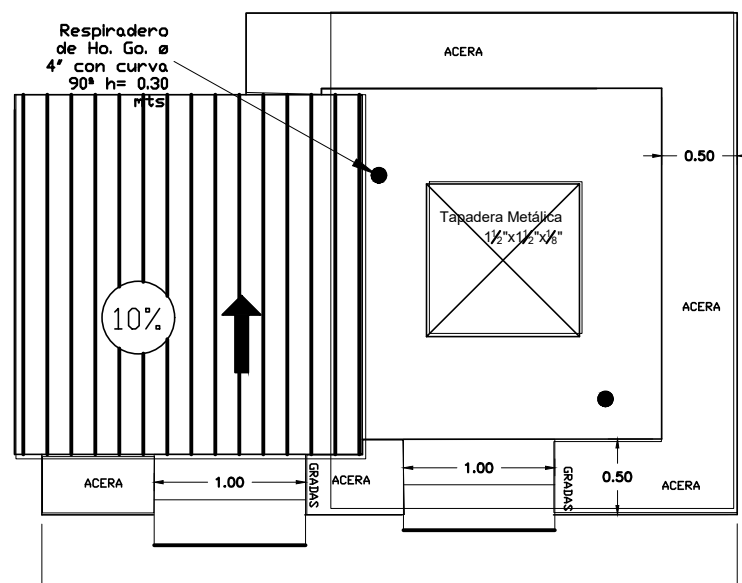 Respiradero
de Ho. Go. ø
4" con curva
90° h= 0.30
mts
ACERA
0.50
Tapadera Metálica
1½"x1½"x⅛"
ACERA
10%
ACERA
1.00
GRADAS
ACERA
1.00
GRADAS
0.50
ACERA